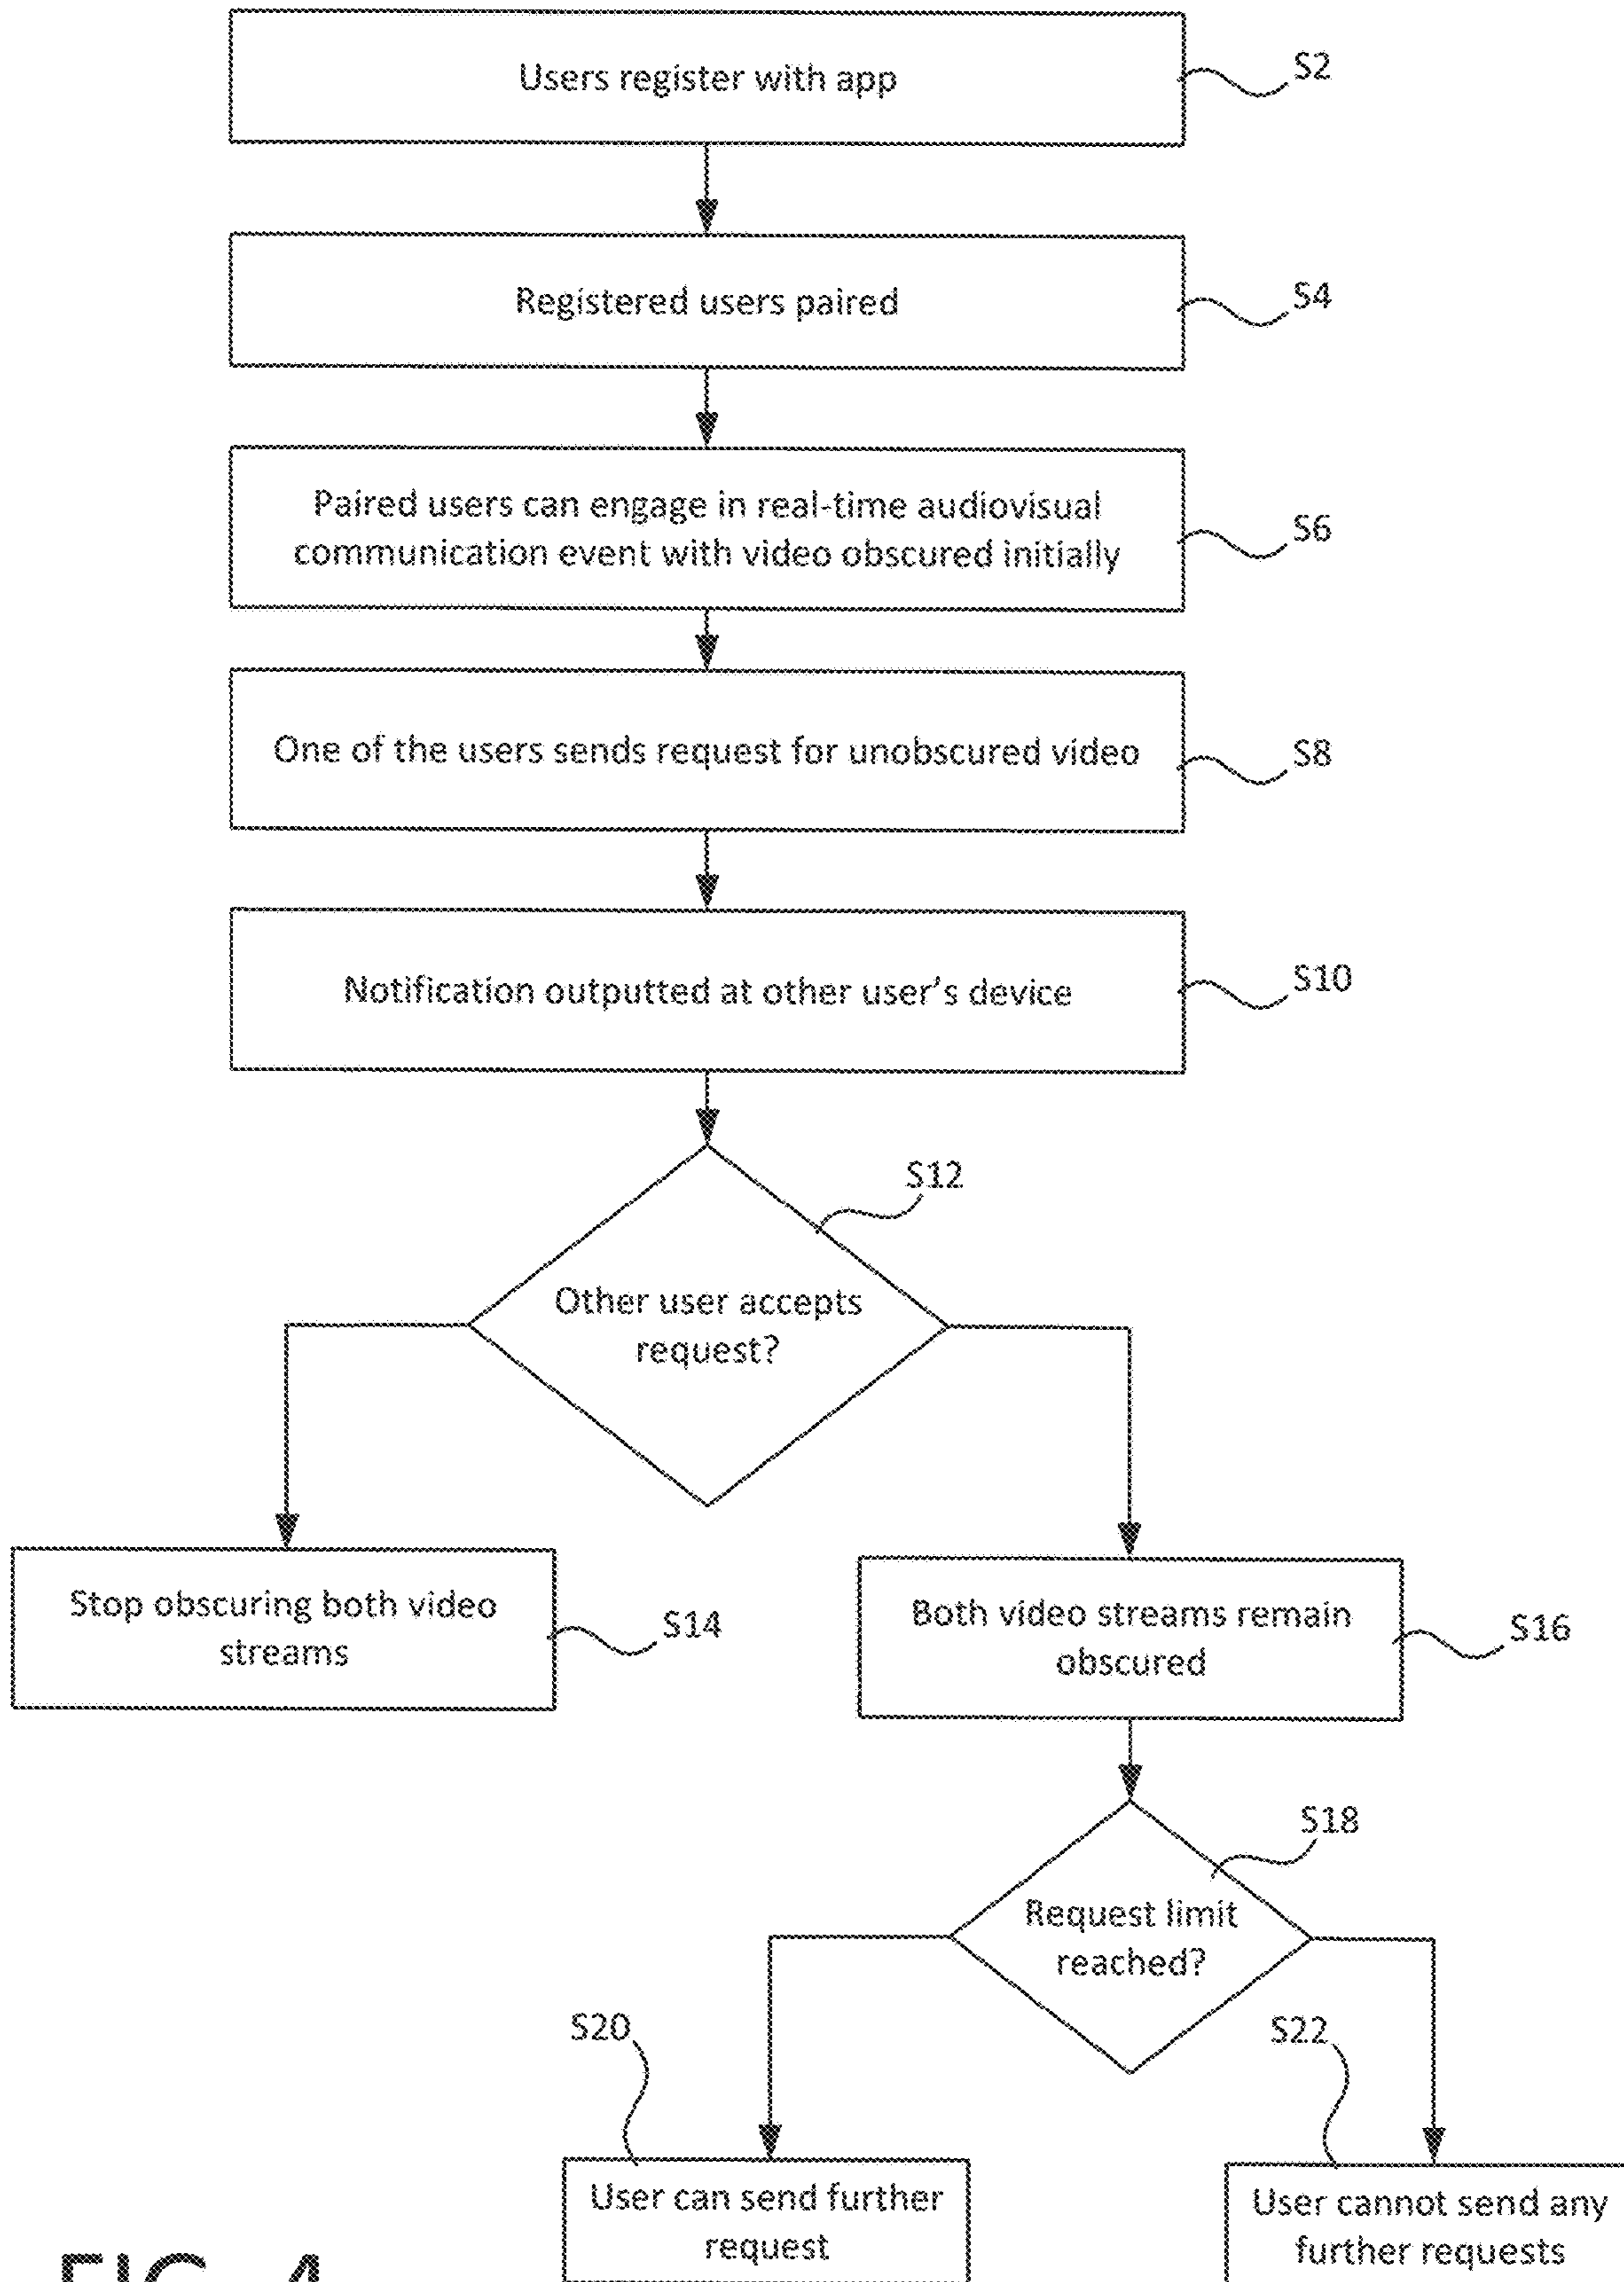 Users register with app
S2
Registered users paired
S4
Paired users can engage in real-time audiovisual
communication event with video obscured initially
S6
One of the users sends request for unobscured video
S8
Notification outputted at other user's device
S10
S12
Other user accepts
request?
Stop obscuring both video
streams
S14
Both video streams remain
obscured
S16
S18
Request limit
reached?
S20
S22
User can send further
request
User cannot send any
further requests
FIG. 4